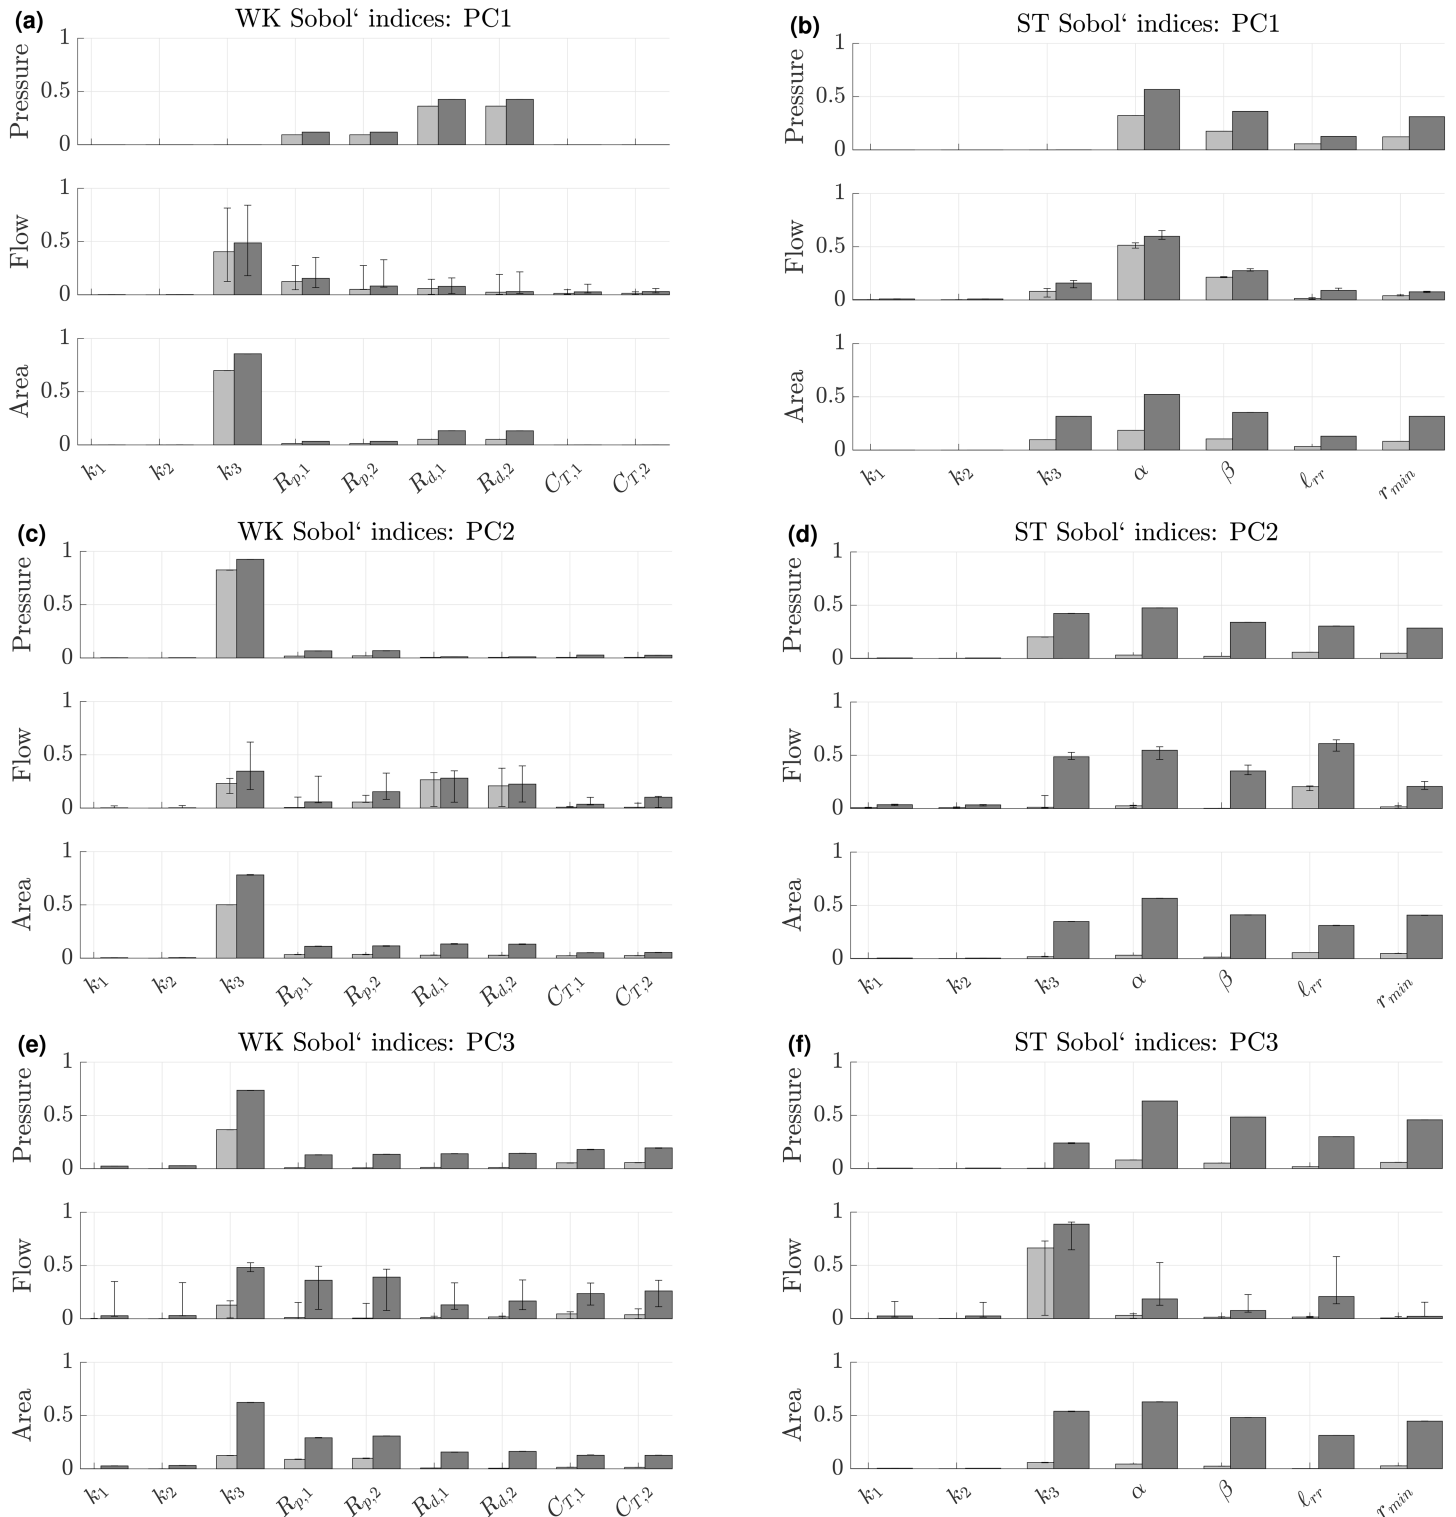 (a) WK Sobol‘ indices: PC1
Pressure
1
0.5
0
Flow
1
0.5
0
Area
1
0.5
0
k1 k2 k3 Rp,1 Rp,2 Rd,1 Rd,2 CT,1 CT,2
(b) ST Sobol‘ indices: PC1
Pressure
1
0.5
0
Flow
1
0.5
0
Area
1
0.5
0
k1 k2 k3 α β ℓrr rmin
(c) WK Sobol‘ indices: PC2
Pressure
1
0.5
0
Flow
1
0.5
0
Area
1
0.5
0
k1 k2 k3 Rp,1 Rp,2 Rd,1 Rd,2 CT,1 CT,2
(d) ST Sobol‘ indices: PC2
Pressure
1
0.5
0
Flow
1
0.5
0
Area
1
0.5
0
k1 k2 k3 α β ℓrr rmin
(e) WK Sobol‘ indices: PC3
Pressure
1
0.5
0
Flow
1
0.5
0
Area
1
0.5
0
k1 k2 k3 Rp,1 Rp,2 Rd,1 Rd,2 CT,1 CT,2
(f) ST Sobol‘ indices: PC3
Pressure
1
0.5
0
Flow
1
0.5
0
Area
1
0.5
0
k1 k2 k3 α β ℓrr rmin